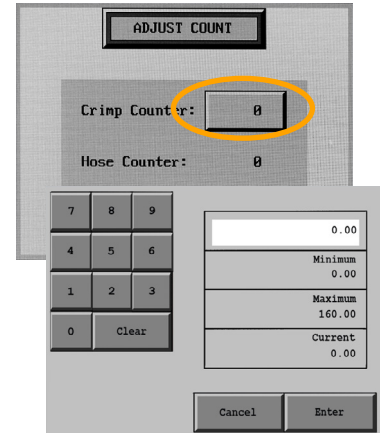 ADJUST COUNT
Crimp Counter: 0
Hose Counter: 0
7 8 9
4 5 6
1 2 3
0 Clear
0.00
Minimum
0.00
Maximum
160.00
Current
0.00
Cancel Enter